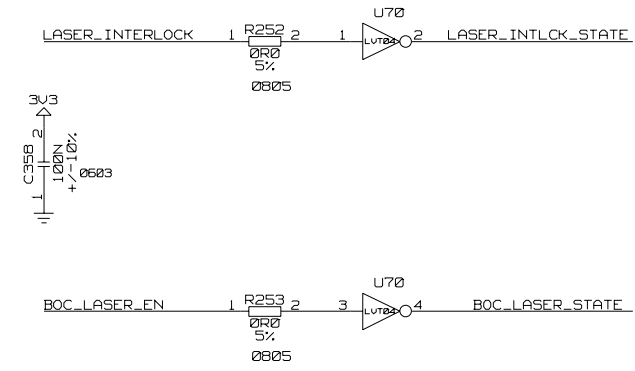 U70
LASER_INTERLOCK 1 R252 2 1 LVT04 2 LASER_INTLCK_STATE
0R0
5%
0805
3V3
2
C358 100N +/-10% 0603
1
U70
BOC_LASER_EN 1 R253 2 3 LVT04 4 BOC_LASER_STATE
0R0
5%
0805